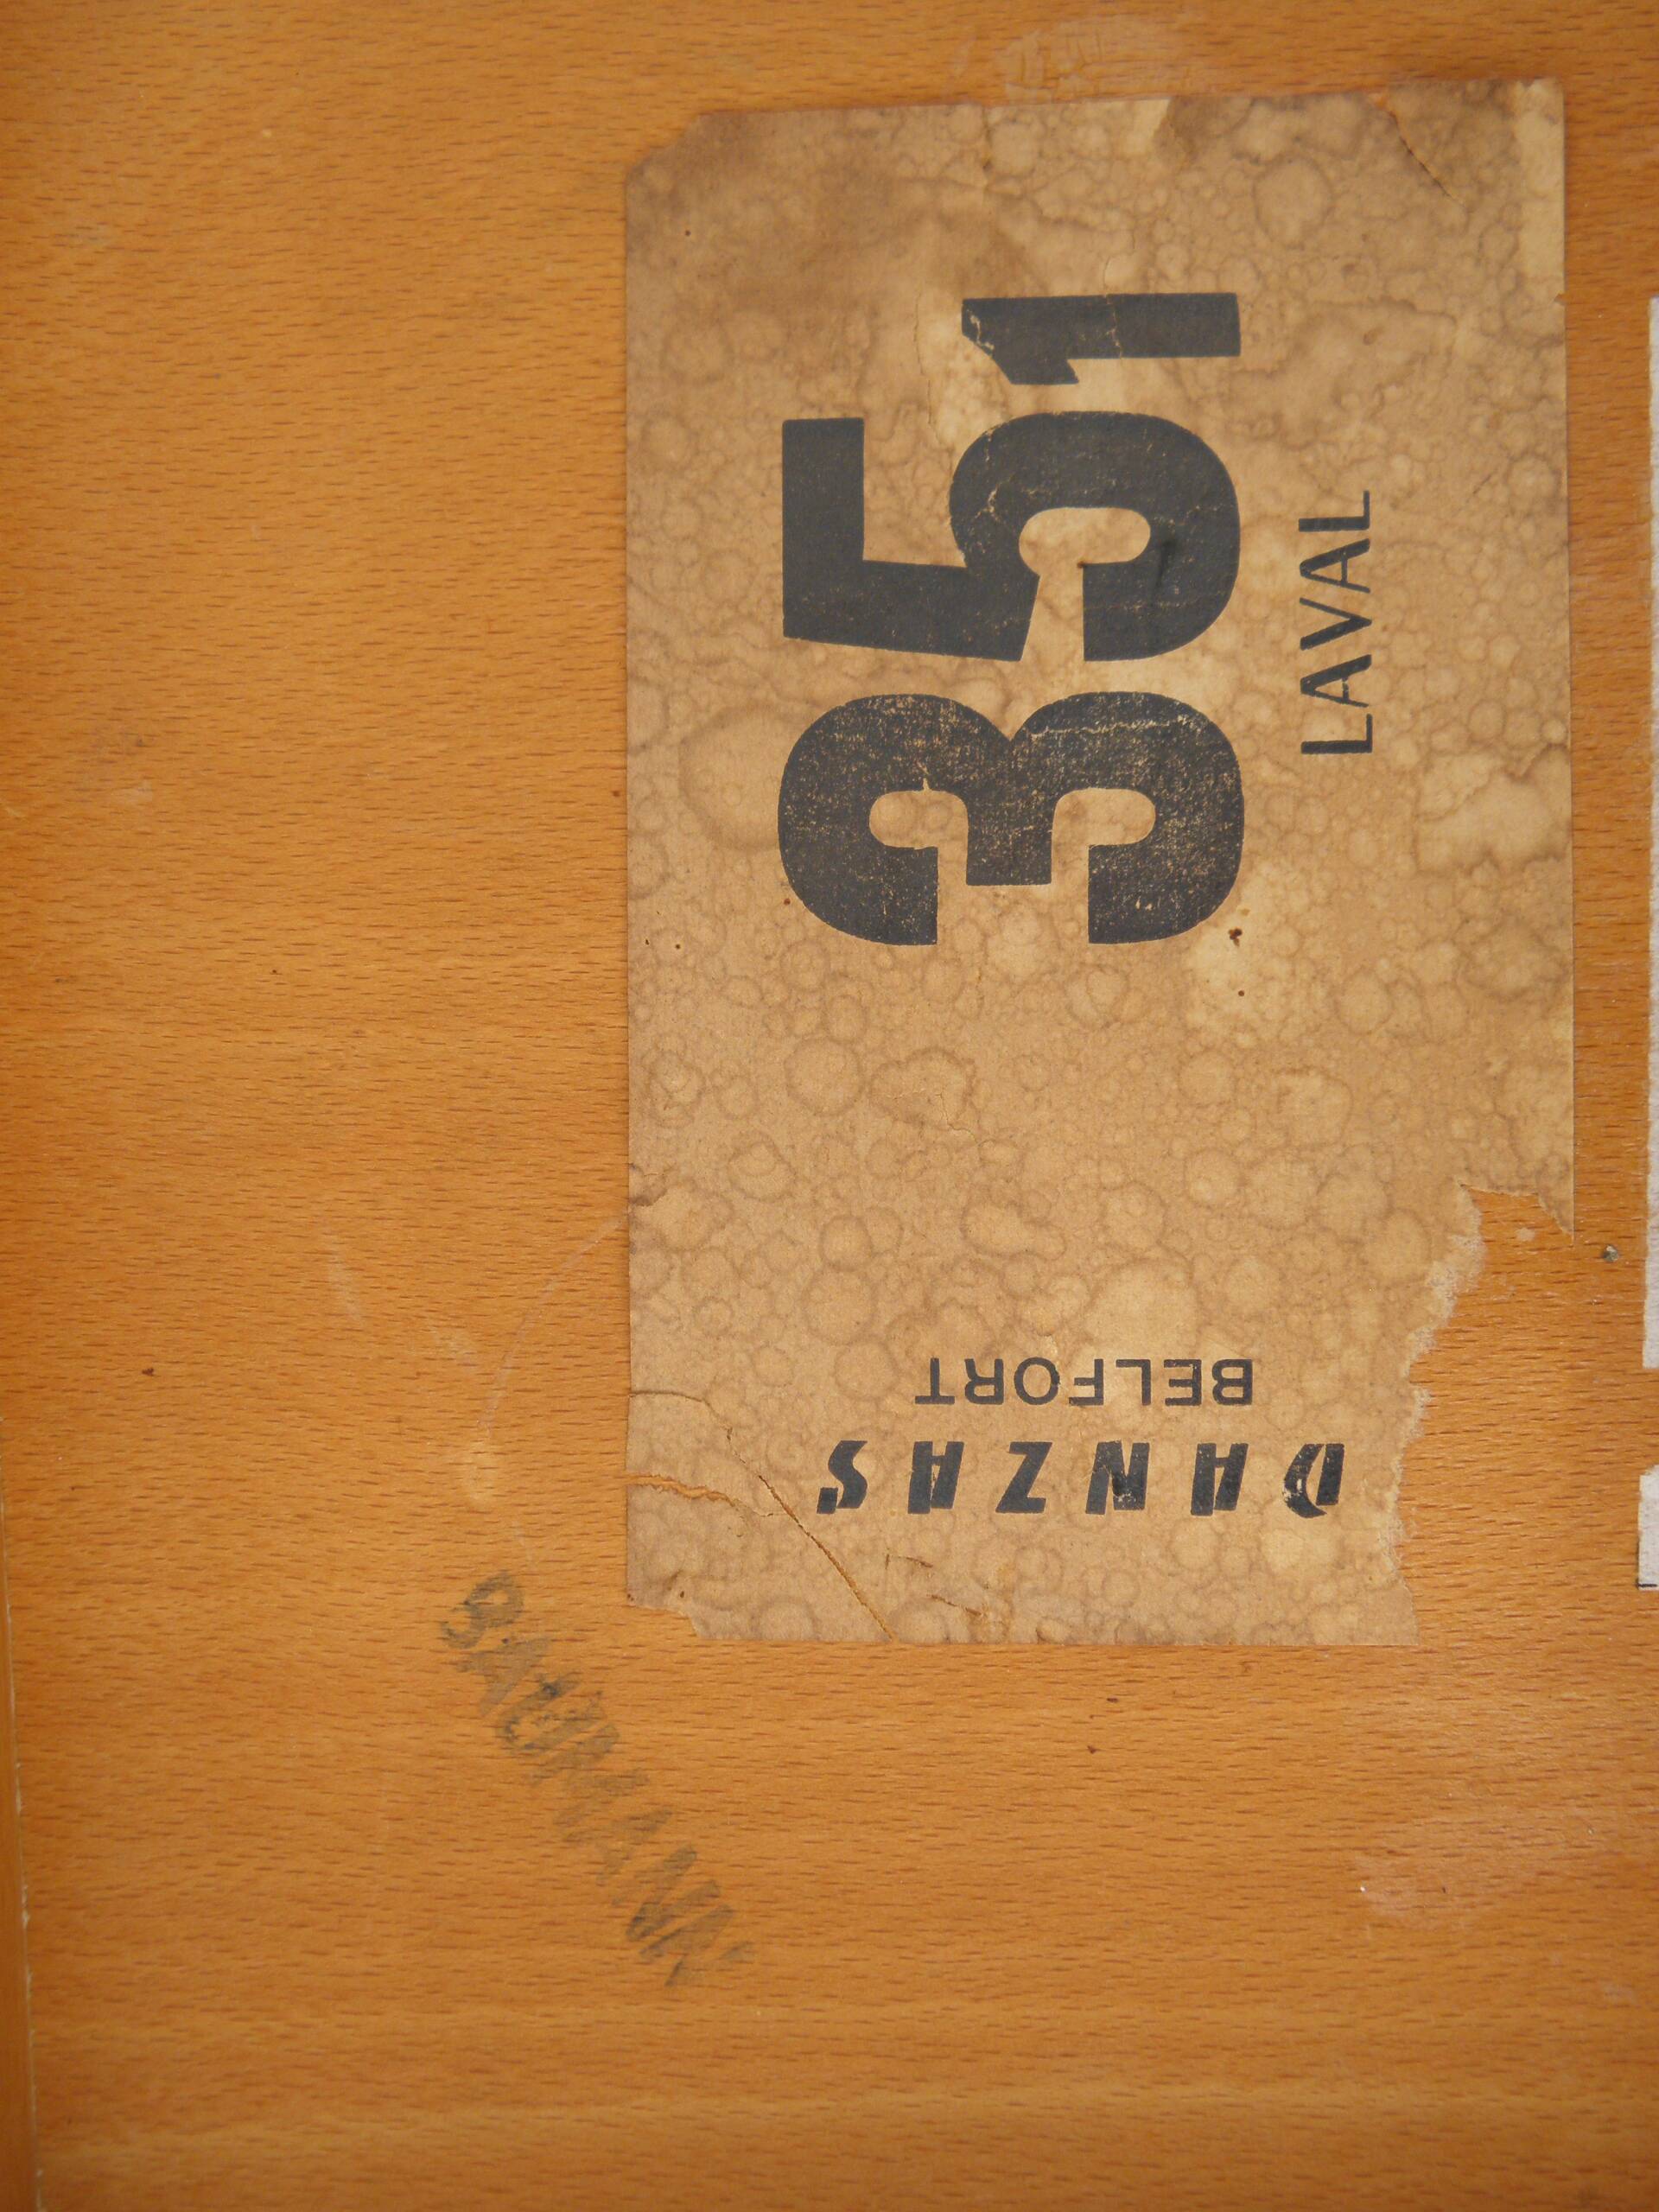 351
LAVAL
DANZAS
BELFORT
BAUMANN